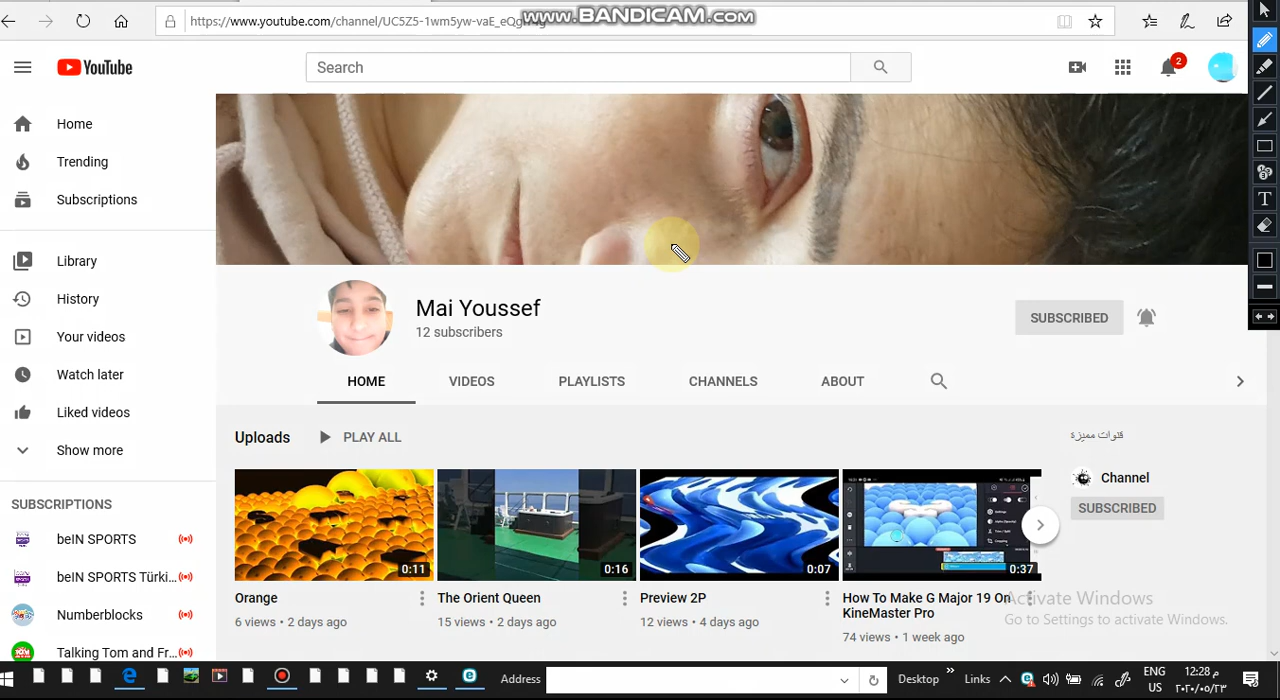 https://www.youtube.com/channel/UC5Z5-1wm5yw-vaE_eQg
www.BANDICAM.COM
YouTube
Search
2
Home
Trending
Subscriptions
Library
History
Your videos
Watch later
Liked videos
Show more
SUBSCRIPTIONS
beIN SPORTS
beIN SPORTS Türki...
Numberblocks
Talking Tom and Fr...
Mai Youssef
12 subscribers
SUBSCRIBED
HOME VIDEOS PLAYLISTS CHANNELS ABOUT
Uploads PLAY ALL
قنوات مميزة
Channel
SUBSCRIBED
0:11 0:16 0:07 0:37
Orange
6 views • 2 days ago
The Orient Queen
15 views • 2 days ago
Preview 2P
12 views • 4 days ago
How To Make G Major 19 On
KineMaster Pro
74 views • 1 week ago
Activate Windows
Go to Settings to activate Windows.
Address Desktop Links ENG 12:28 م
US ٢٠٢٠/٠٥/٢٣